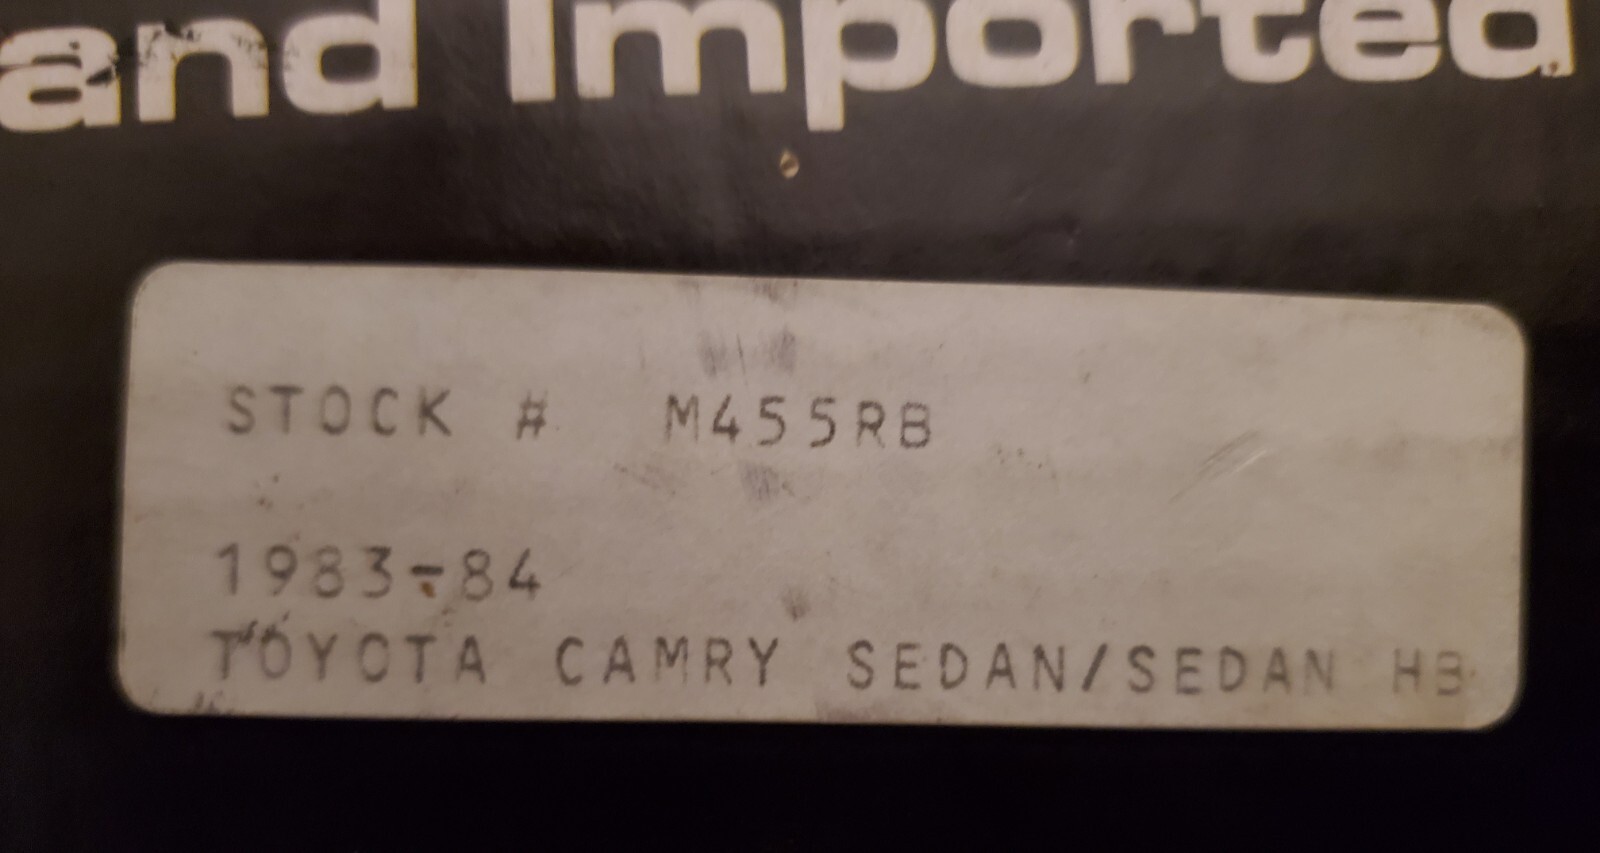 and Imported
STOCK # M455RB
1983-84
TOYOTA CAMRY SEDAN/SEDAN HB